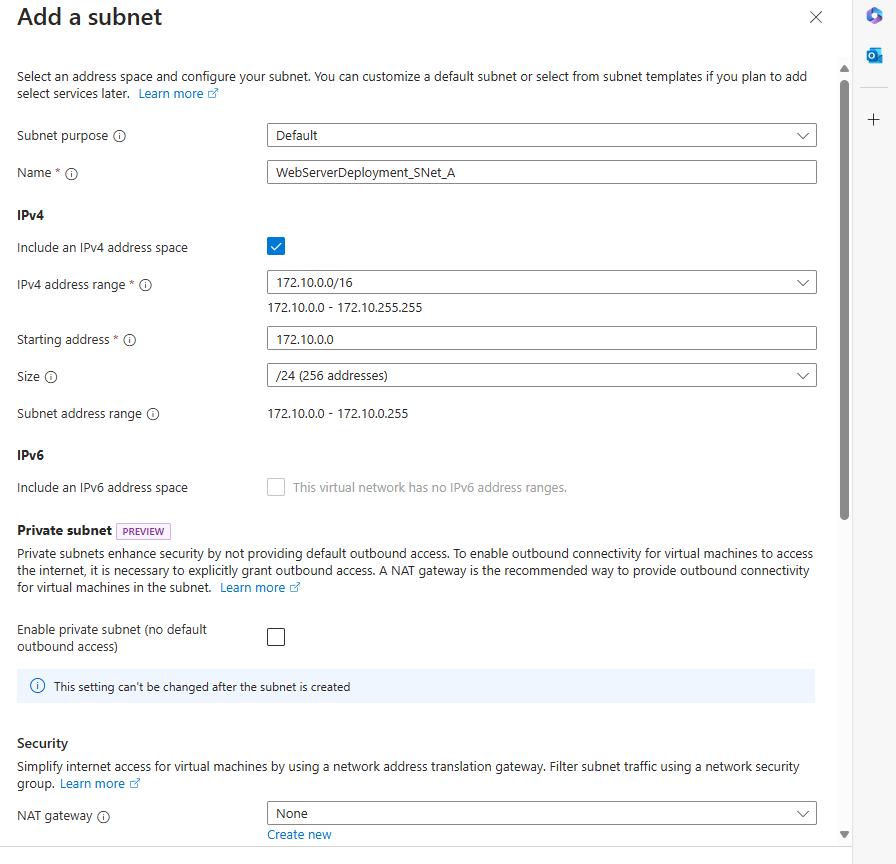 Add a subnet
Select an address space and configure your subnet. You can customize a default subnet or select from subnet templates if you plan to add
select services later. Learn more
Subnet purpose
Default
Name *
WebServerDeployment_SNet_A
IPv4
Include an IPv4 address space
IPv4 address range *
172.10.0.0/16
172.10.0.0 - 172.10.255.255
Starting address *
172.10.0.0
Size
/24 (256 addresses)
Subnet address range
172.10.0.0 - 172.10.0.255
IPv6
Include an IPv6 address space
This virtual network has no IPv6 address ranges.
Private subnet PREVIEW
Private subnets enhance security by not providing default outbound access. To enable outbound connectivity for virtual machines to access
the internet, it is necessary to explicitly grant outbound access. A NAT gateway is the recommended way to provide outbound connectivity
for virtual machines in the subnet. Learn more
Enable private subnet (no default
outbound access)
This setting can't be changed after the subnet is created
Security
Simplify internet access for virtual machines by using a network address translation gateway. Filter subnet traffic using a network security
group. Learn more
NAT gateway
None
Create new